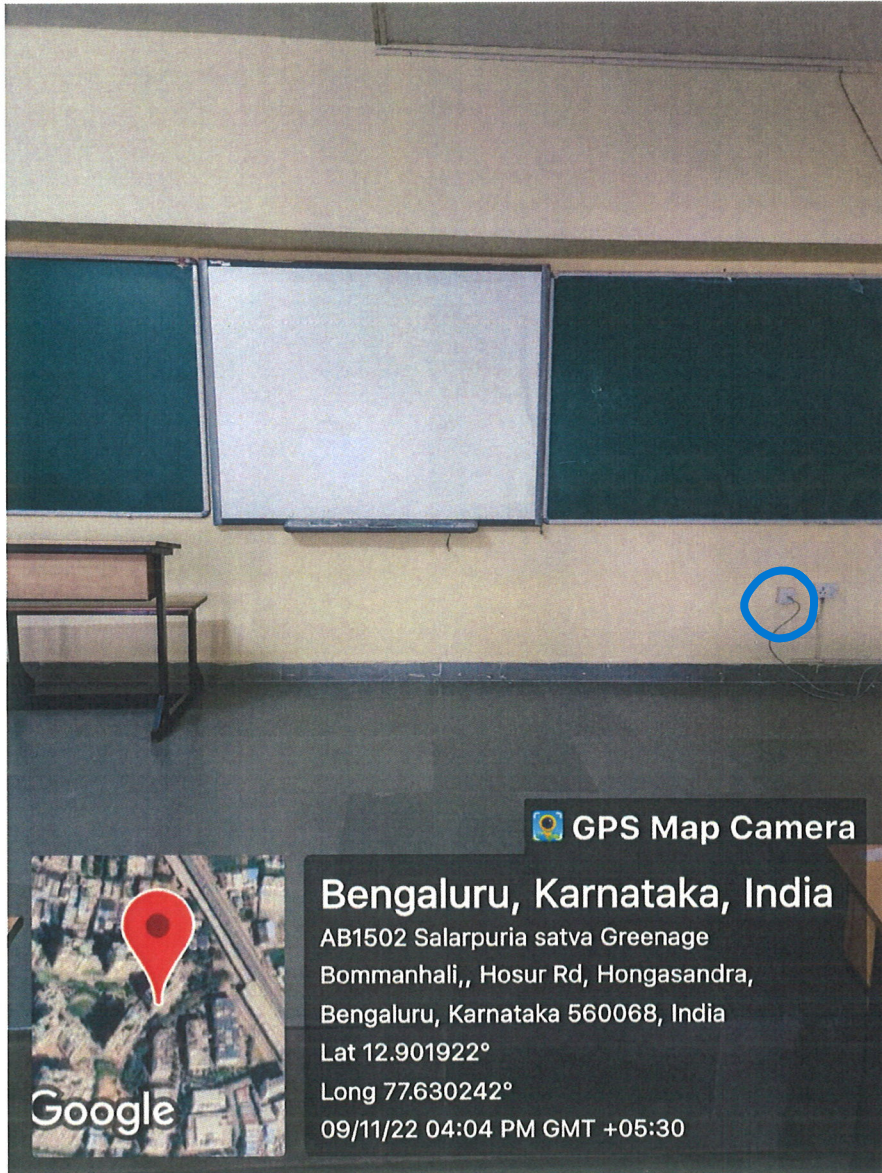 GPS Map Camera
Bengaluru, Karnataka, India
AB1502 Salarpuria satva Greenage
Bommanhali,, Hosur Rd, Hongasandra,
Bengaluru, Karnataka 560068, India
Lat 12.901922°
Long 77.630242°
09/11/22 04:04 PM GMT +05:30
Google